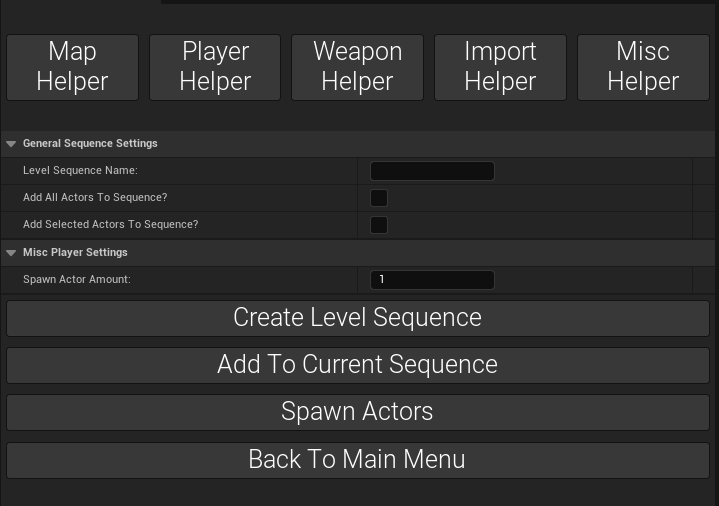 Map
Helper
Player
Helper
Weapon
Helper
Import
Helper
Misc
Helper
General Sequence Settings
Level Sequence Name:
Add All Actors To Sequence?
Add Selected Actors To Sequence?
Misc Player Settings
Spawn Actor Amount: 1
Create Level Sequence
Add To Current Sequence
Spawn Actors
Back To Main Menu